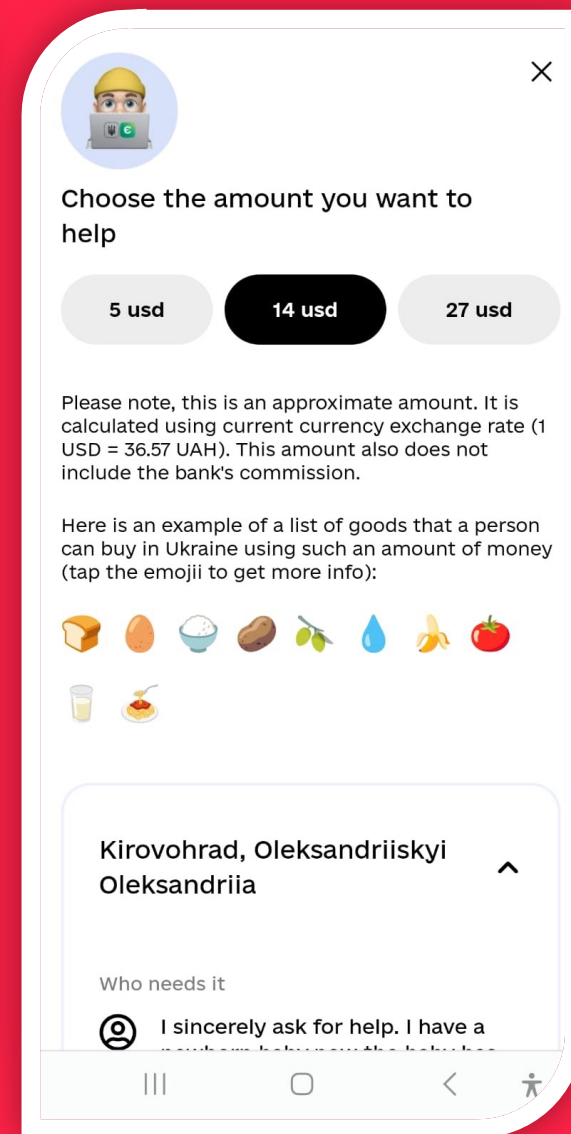 Choose the amount you want to
help
5 usd 14 usd 27 usd
Please note, this is an approximate amount. It is
calculated using current currency exchange rate (1
USD = 36.57 UAH). This amount also does not
include the bank's commission.
Here is an example of a list of goods that a person
can buy in Ukraine using such an amount of money
(tap the emojii to get more info):
Kirovohrad, Oleksandriiskyi
Oleksandriia
Who needs it
I sincerely ask for help. I have a